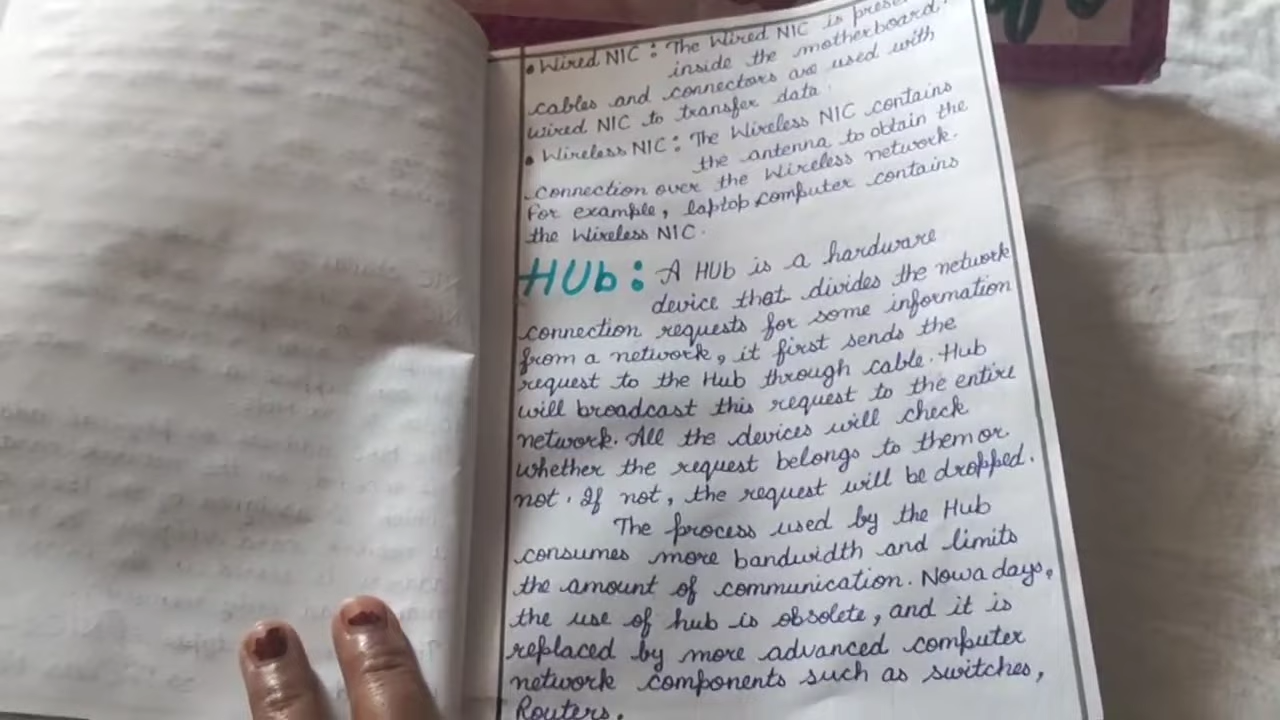 • Wired NIC : The Wired NIC is
inside the motherboard.
cables and connectors are used with
wired NIC to transfer data.
• Wireless NIC : The Wireless NIC contains
the antenna to obtain the
connection over the Wireless network.
For example, laptop computer contains
the Wireless NIC.
HUb : A HUb is a hardware
device that divides the network
connection requests for some information
from a network, it first sends the
request to the Hub through cable. Hub
will broadcast this request to the entire
network. All the devices will check
whether the request belongs to them or
not. If not, the request will be dropped.
The process used by the Hub
consumes more bandwidth and limits
the amount of communication. Nowadays,
the use of hub is obsolete, and it is
replaced by more advanced computer
network components such as switches,
Routers.